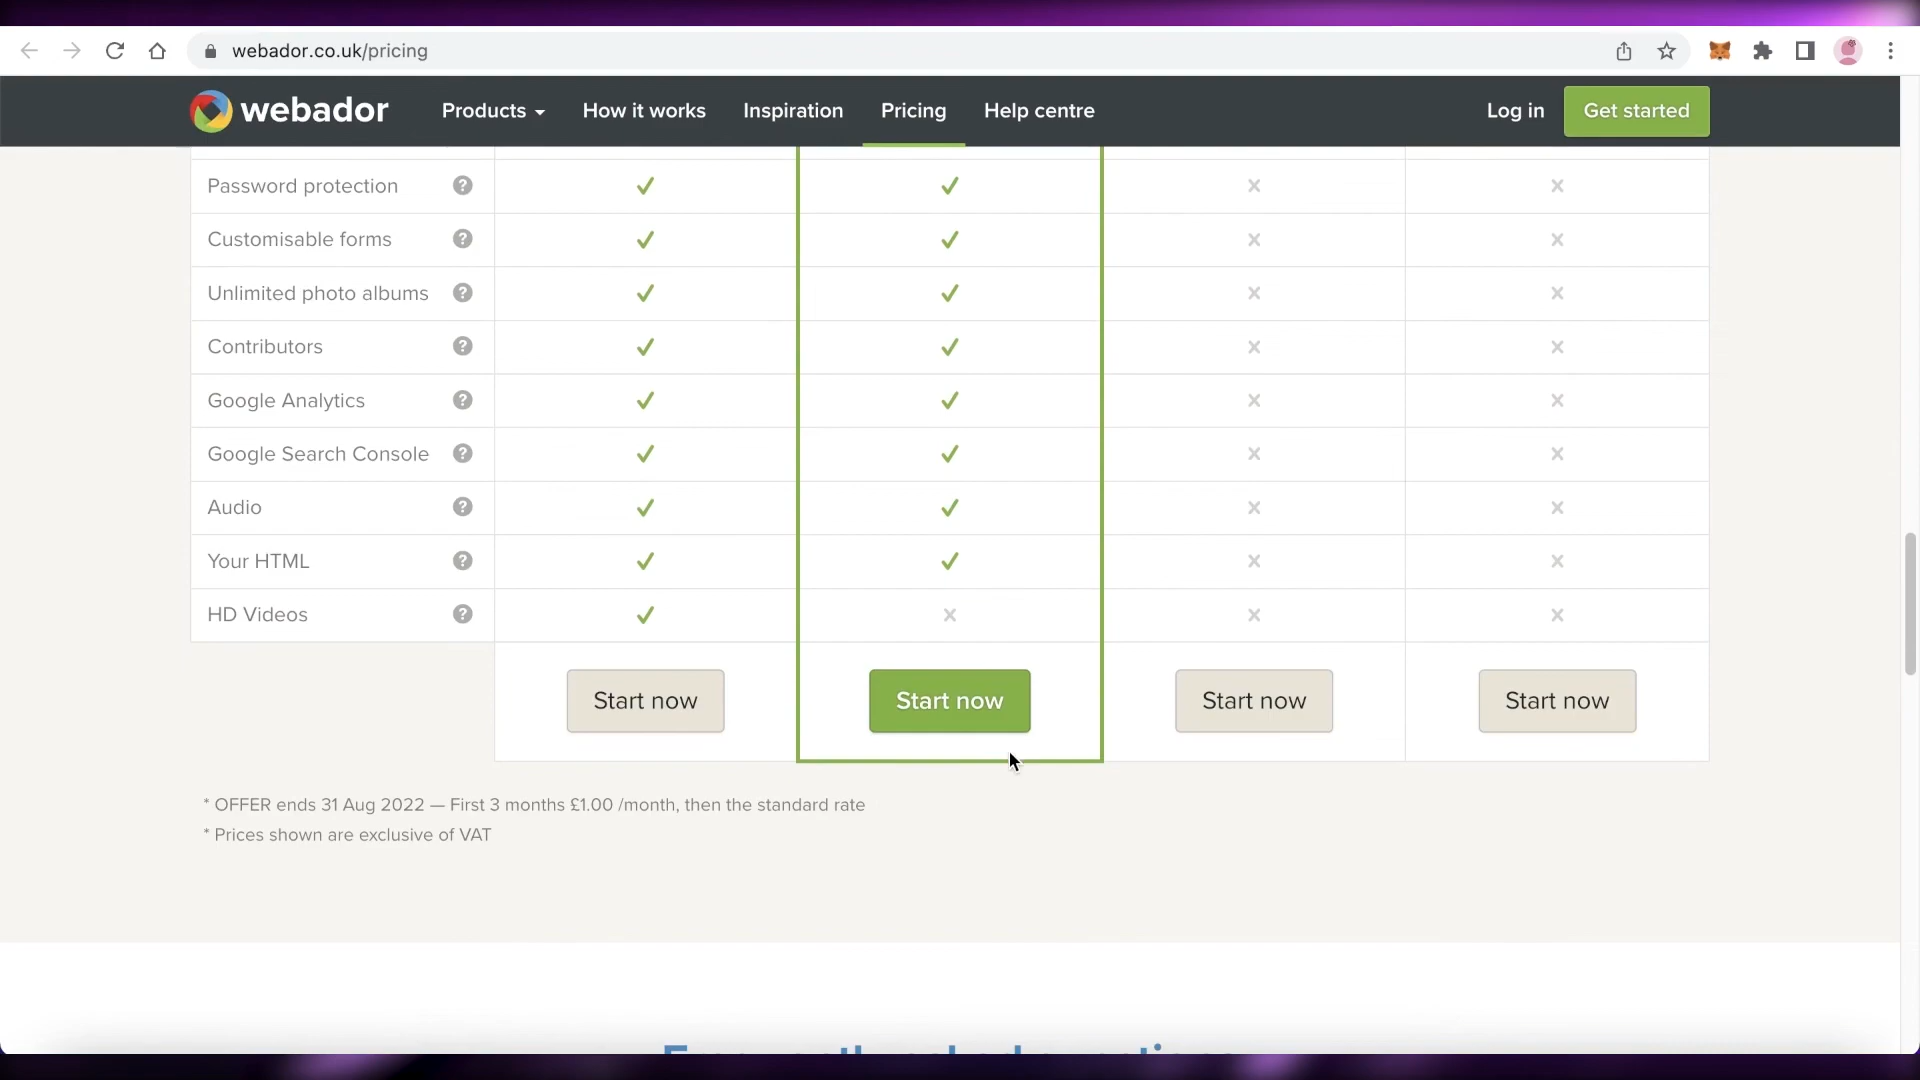 webador.co.uk/pricing
webador Products How it works Inspiration Pricing Help centre Log in Get started
Password protection ?
Customisable forms ?
Unlimited photo albums ?
Contributors ?
Google Analytics ?
Google Search Console ?
Audio ?
Your HTML ?
HD Videos ?
Start now Start now Start now Start now
* OFFER ends 31 Aug 2022 — First 3 months £1.00 /month, then the standard rate
* Prices shown are exclusive of VAT